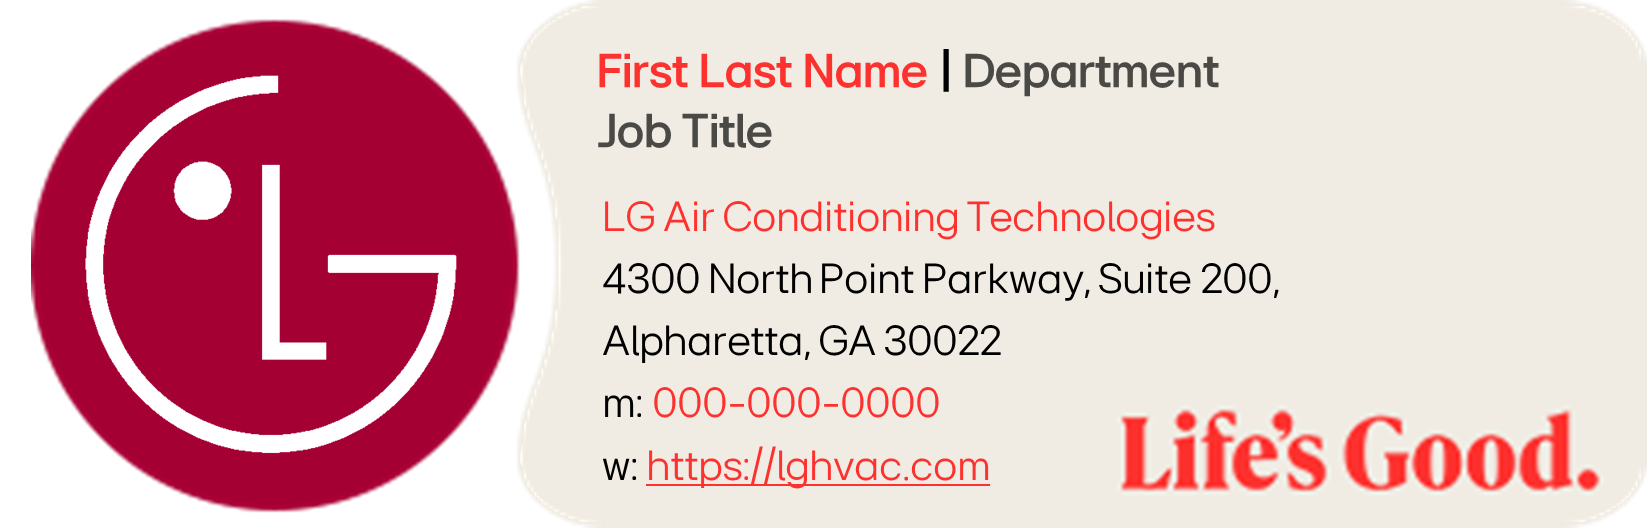 LG
First Last Name | Department
Job Title
LG Air Conditioning Technologies
4300 North Point Parkway, Suite 200,
Alpharetta, GA 30022
m: 000-000-0000
w: https://lghvac.com
Life's Good.